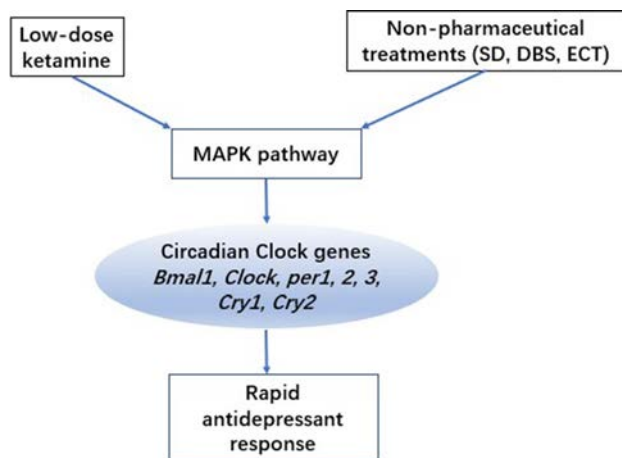 Low-dose
ketamine
Non-pharmaceutical
treatments (SD, DBS, ECT)
MAPK pathway
Circadian Clock genes
Bmal1, Clock, per1, 2, 3,
Cry1, Cry2
Rapid
antidepressant
response